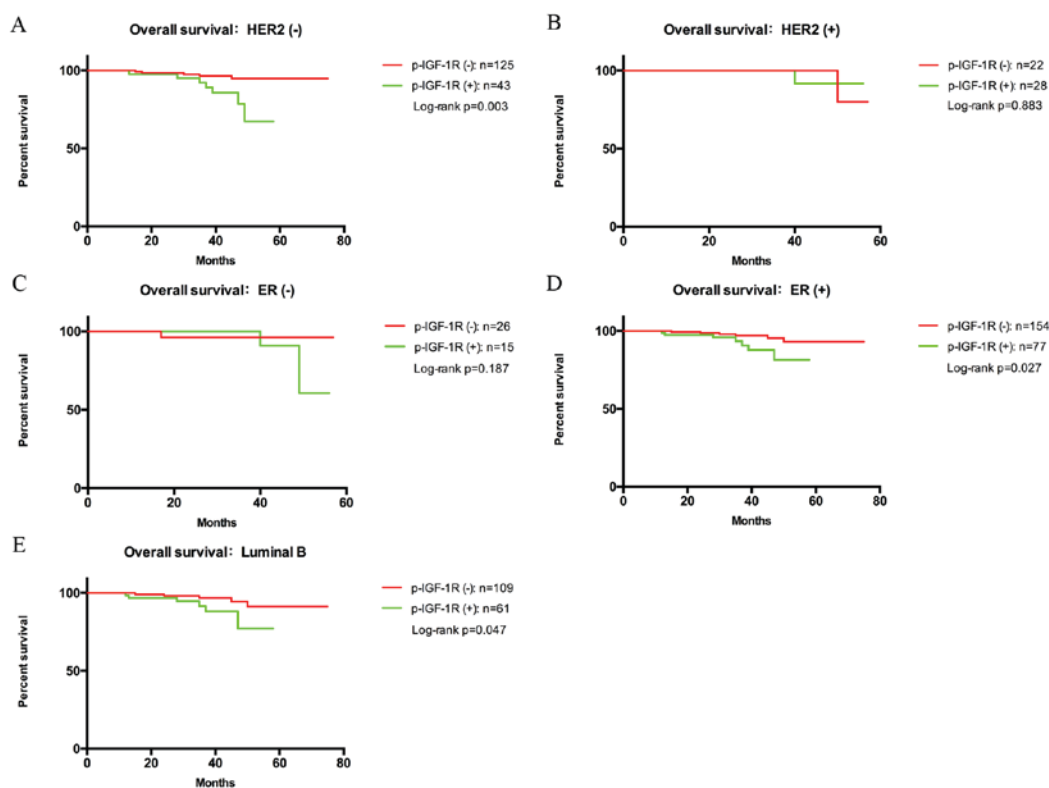 A
Overall survival: HER2 (-)
100
50
0
0 20 40 60 80
Percent survival
Months
p-IGF-1R (-): n=125
p-IGF-1R (+): n=43
Log-rank p=0.003
B
Overall survival: HER2 (+)
100
50
0
0 20 40 60
Percent survival
Months
p-IGF-1R (-): n=22
p-IGF-1R (+): n=28
Log-rank p=0.883
C
Overall survival: ER (-)
100
50
0
0 20 40 60
Percent survival
Months
p-IGF-1R (-): n=26
p-IGF-1R (+): n=15
Log-rank p=0.187
D
Overall survival: ER (+)
100
50
0
0 20 40 60 80
Percent survival
Months
p-IGF-1R (-): n=154
p-IGF-1R (+): n=77
Log-rank p=0.027
E
Overall survival: Luminal B
100
50
0
0 20 40 60 80
Percent survival
Months
p-IGF-1R (-): n=109
p-IGF-1R (+): n=61
Log-rank p=0.047